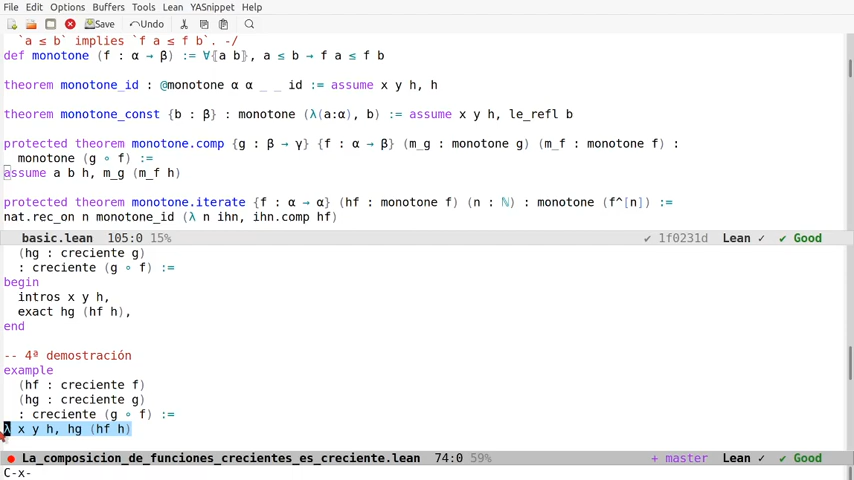 File Edit Options Buffers Tools Lean YASnippet Help
Save Undo
`a ≤ b` implies `f a ≤ f b`. -/
def monotone (f : α → β) := ∀⦃a b⦄, a ≤ b → f a ≤ f b
theorem monotone_id : @monotone α α _ _ id := assume x y h, h
theorem monotone_const {b : β} : monotone (λ(a:α), b) := assume x y h, le_refl b
protected theorem monotone.comp {g : β → γ} {f : α → β} (m_g : monotone g) (m_f : monotone f) :
monotone (g ∘ f) :=
assume a b h, m_g (m_f h)
protected theorem monotone.iterate {f : α → α} (hf : monotone f) (n : ℕ) : monotone (f^[n]) :=
nat.rec_on n monotone_id (λ n ihn, ihn.comp hf)
basic.lean 105:0 15% ✔ 1f0231d Lean ✓ ✔ Good
(hg : creciente g)
: creciente (g ∘ f) :=
begin
intros x y h,
exact hg (hf h),
end
-- 4ª demostración
example
(hf : creciente f)
(hg : creciente g)
: creciente (g ∘ f) :=
λ x y h, hg (hf h)
La_composicion_de_funciones_crecientes_es_creciente.lean 74:0 59% + master Lean ✓ ✔ Good
C-x-